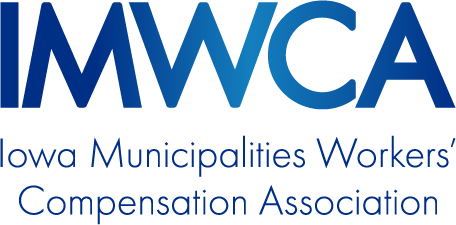 IMWCA
Iowa Municipalities Workers’
Compensation Association